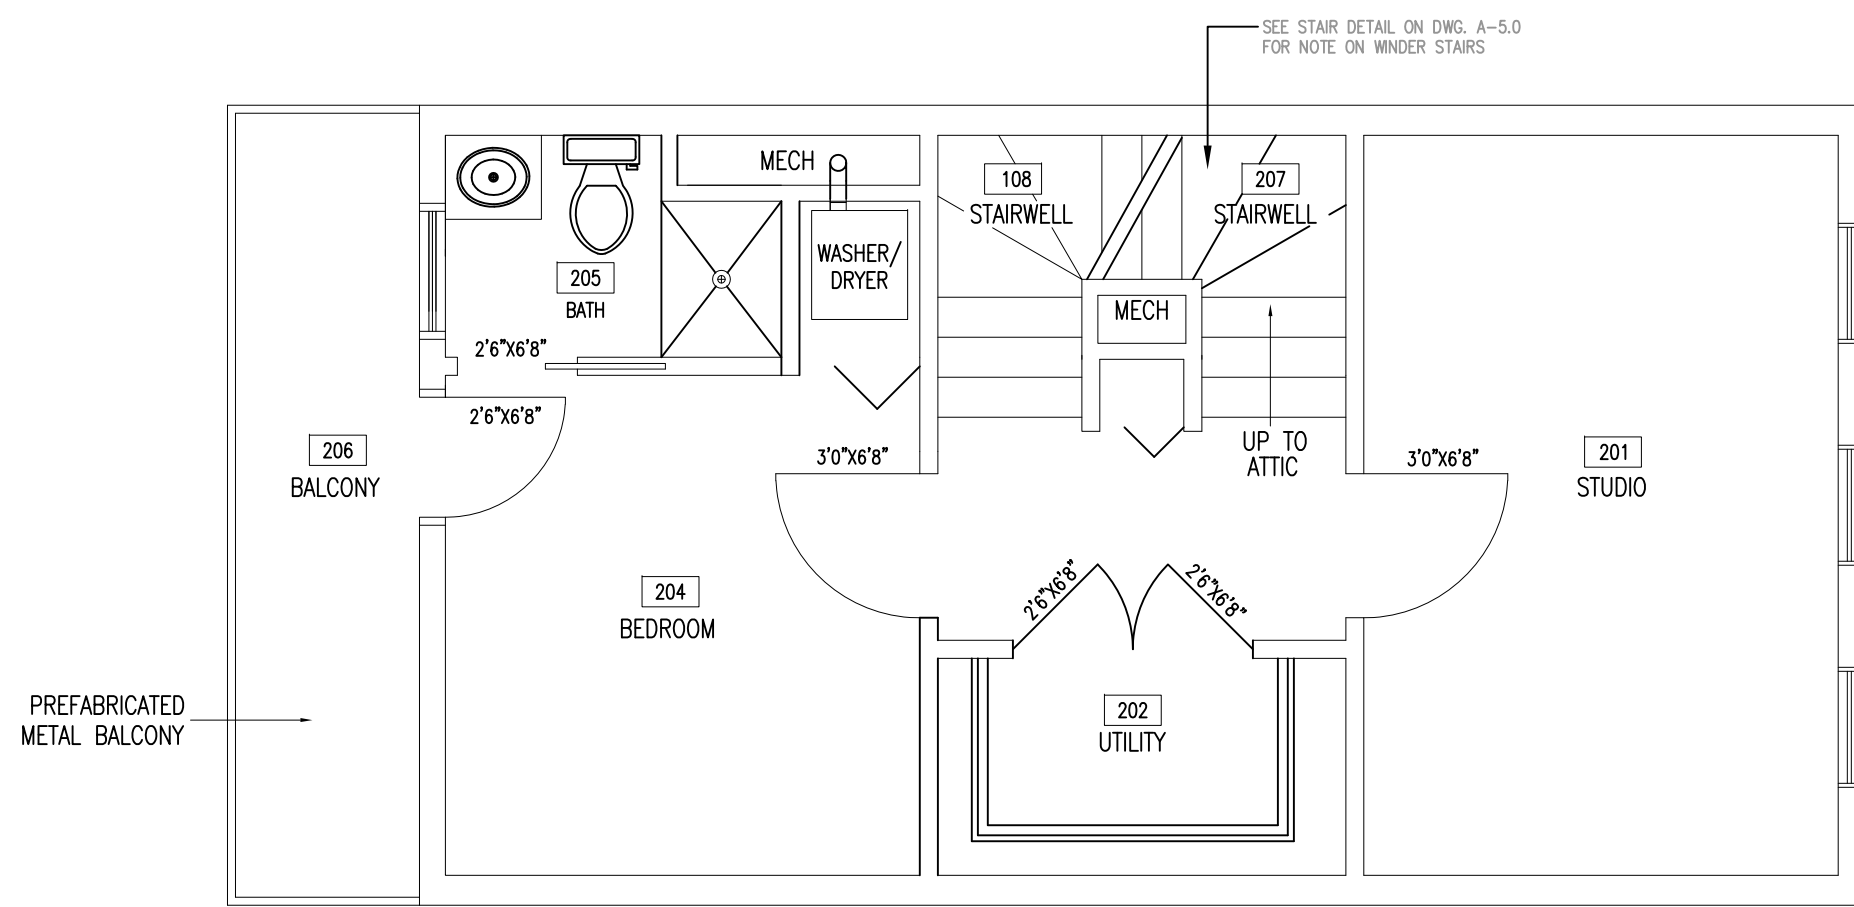 SEE STAIR DETAIL ON DWG. A-5.0
FOR NOTE ON WINDER STAIRS
MECH
108
STAIRWELL
207
STAIRWELL
WASHER/
DRYER
205
BATH
MECH
2'6"X6'8"
2'6"X6'8"
206
BALCONY
3'0"X6'8"
UP TO
ATTIC
3'0"X6'8"
201
STUDIO
204
BEDROOM
2'6"X6'8"
2'6"X6'8"
202
UTILITY
PREFABRICATED
METAL BALCONY